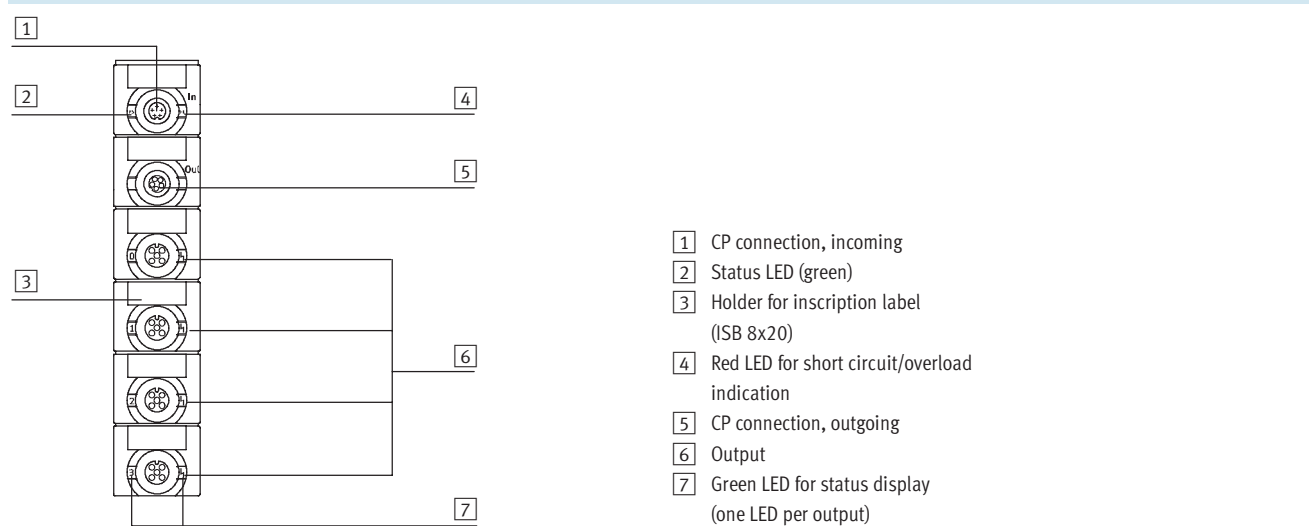 1
2
In
4
Out
5
0
3
1
6
2
3
7
1 CP connection, incoming
2 Status LED (green)
3 Holder for inscription label
(ISB 8x20)
4 Red LED for short circuit/overload
indication
5 CP connection, outgoing
6 Output
7 Green LED for status display
(one LED per output)